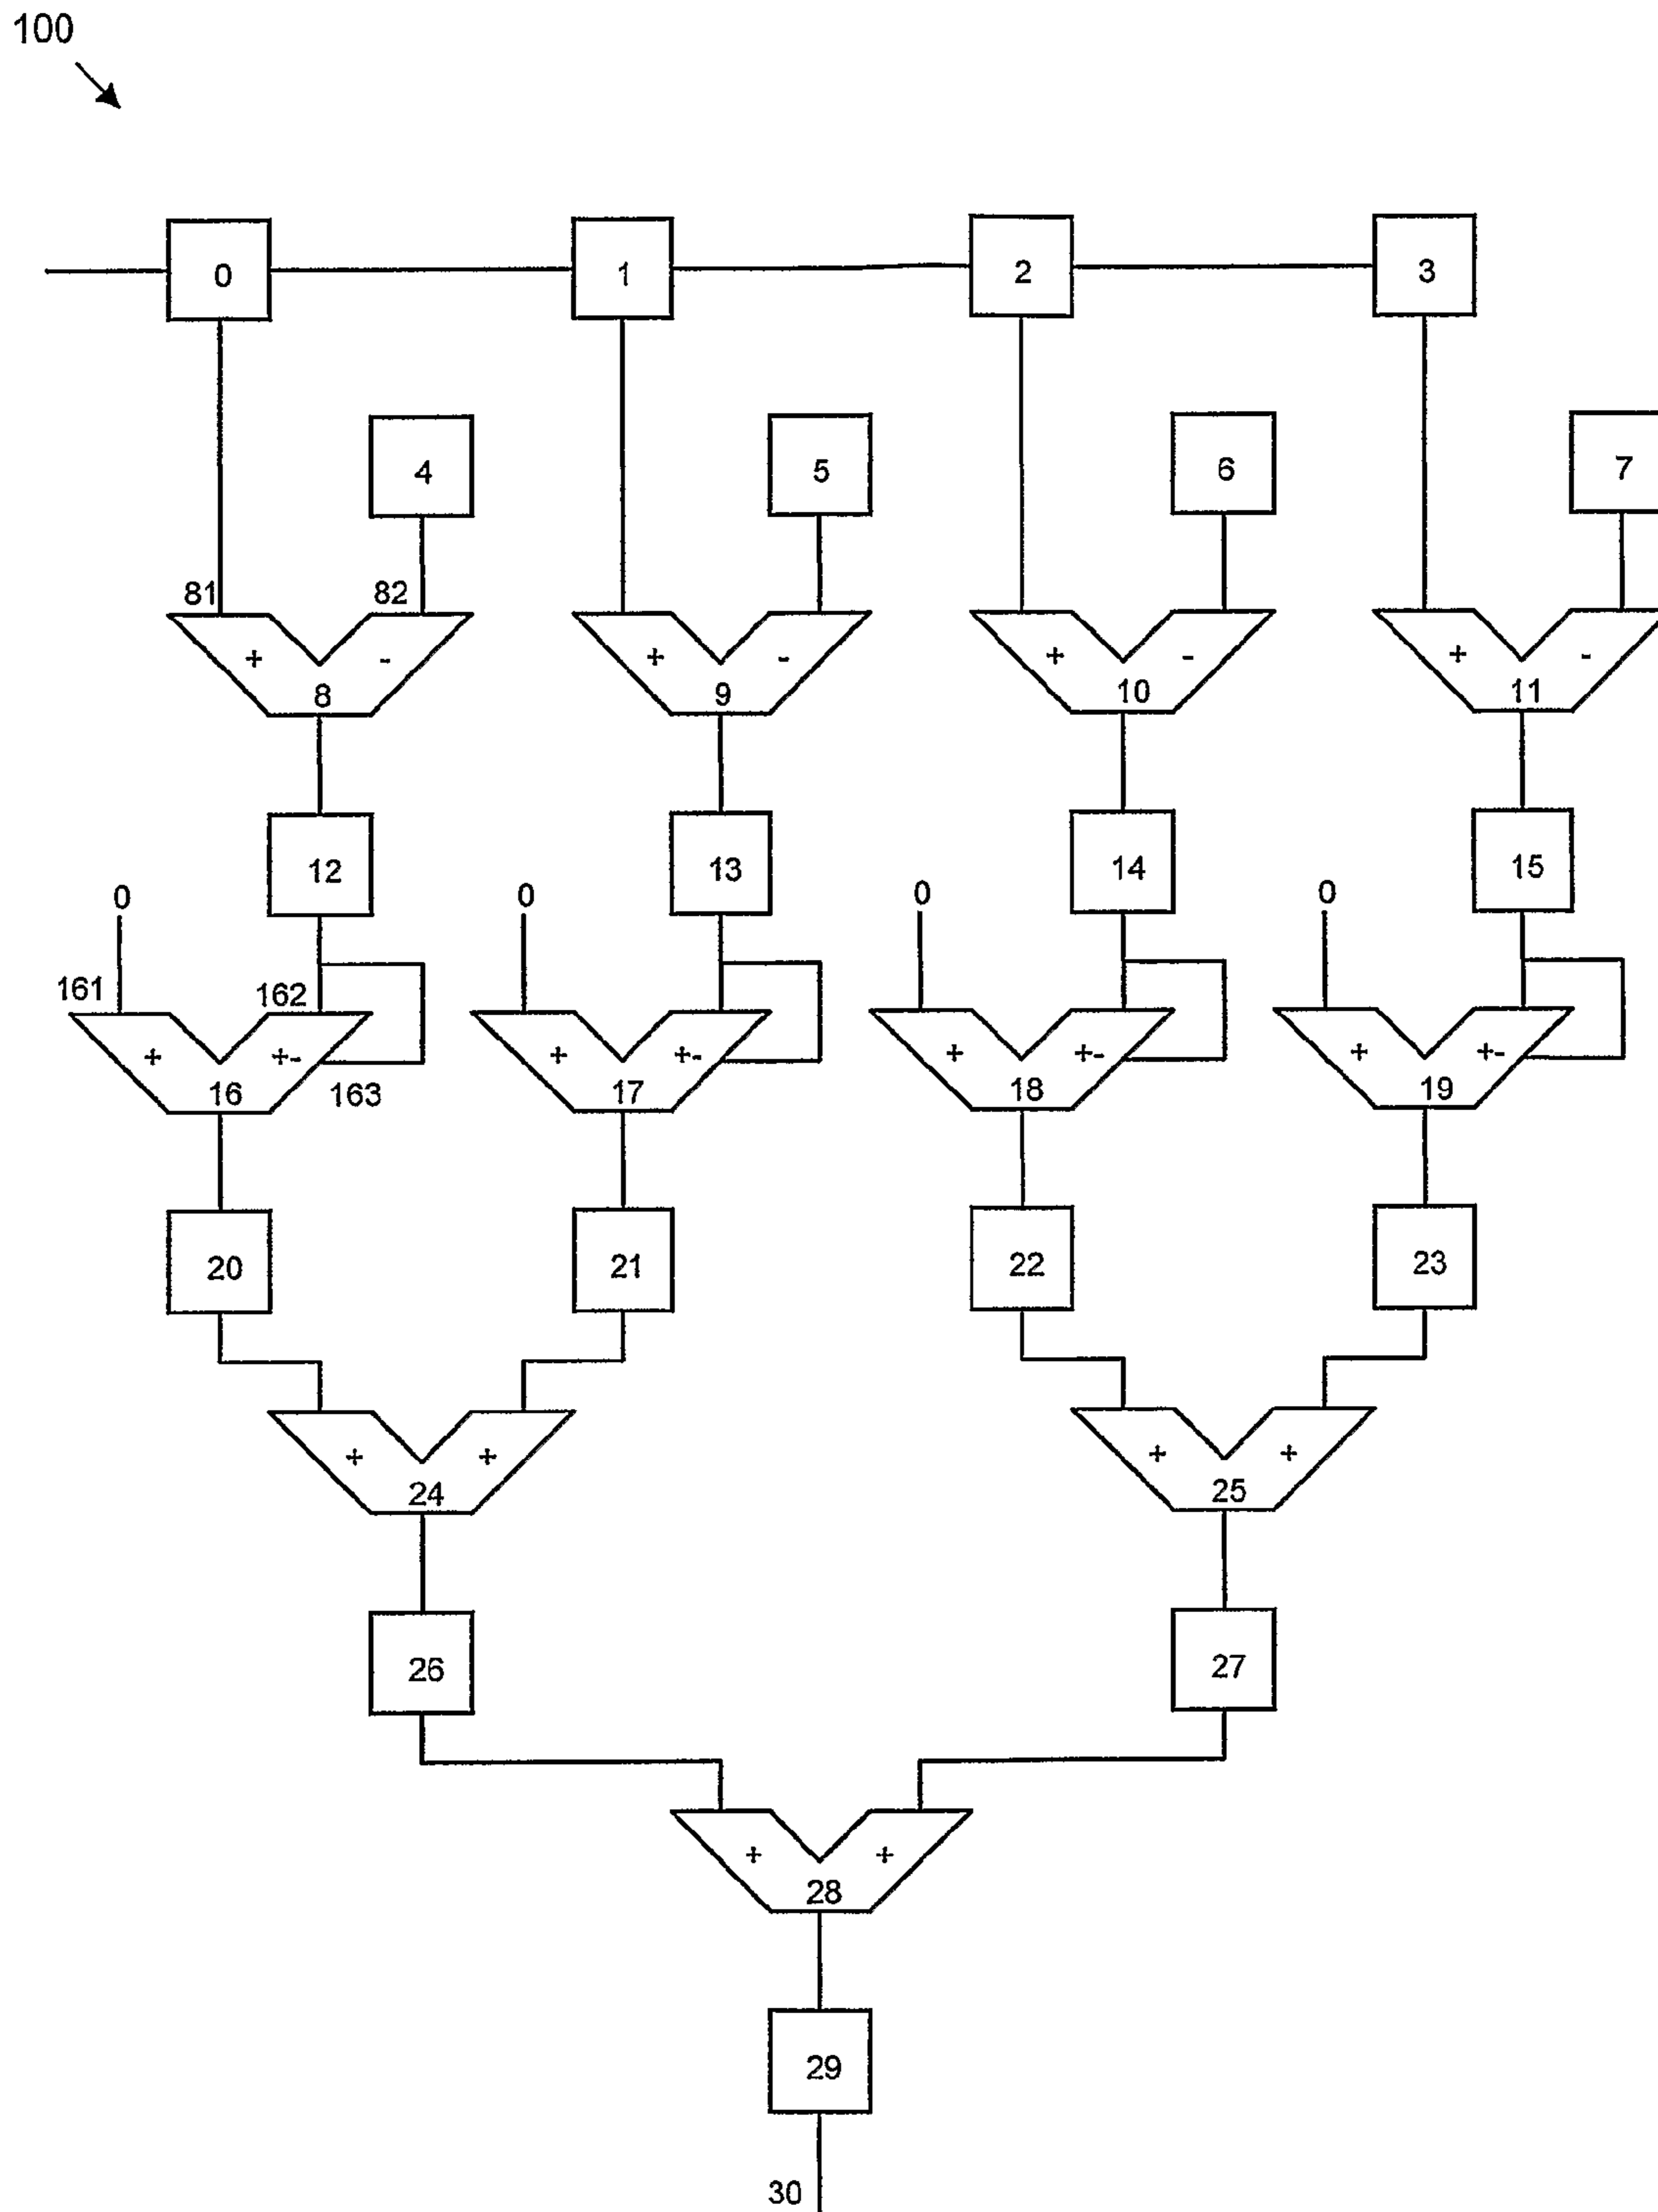 100
0 1 2 3
4 5 6 7
81 82
+ - + - + - + -
8 9 10 11
12 13 14 15
0 0 0 0
161 162
+ +- + +- + +- + +-
16 163 17 18 19
20 21 22 23
+ + + +
24 25
26 27
+ +
28
29
30